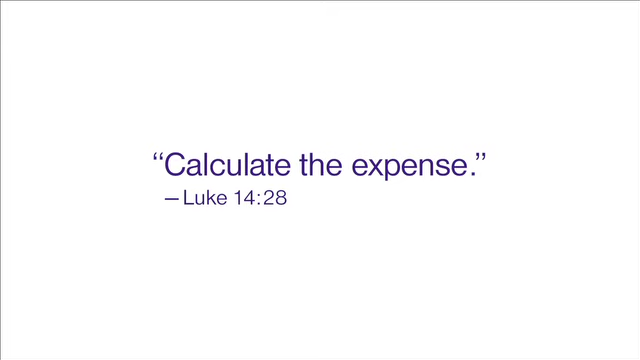 “Calculate the expense.”
—Luke 14:28